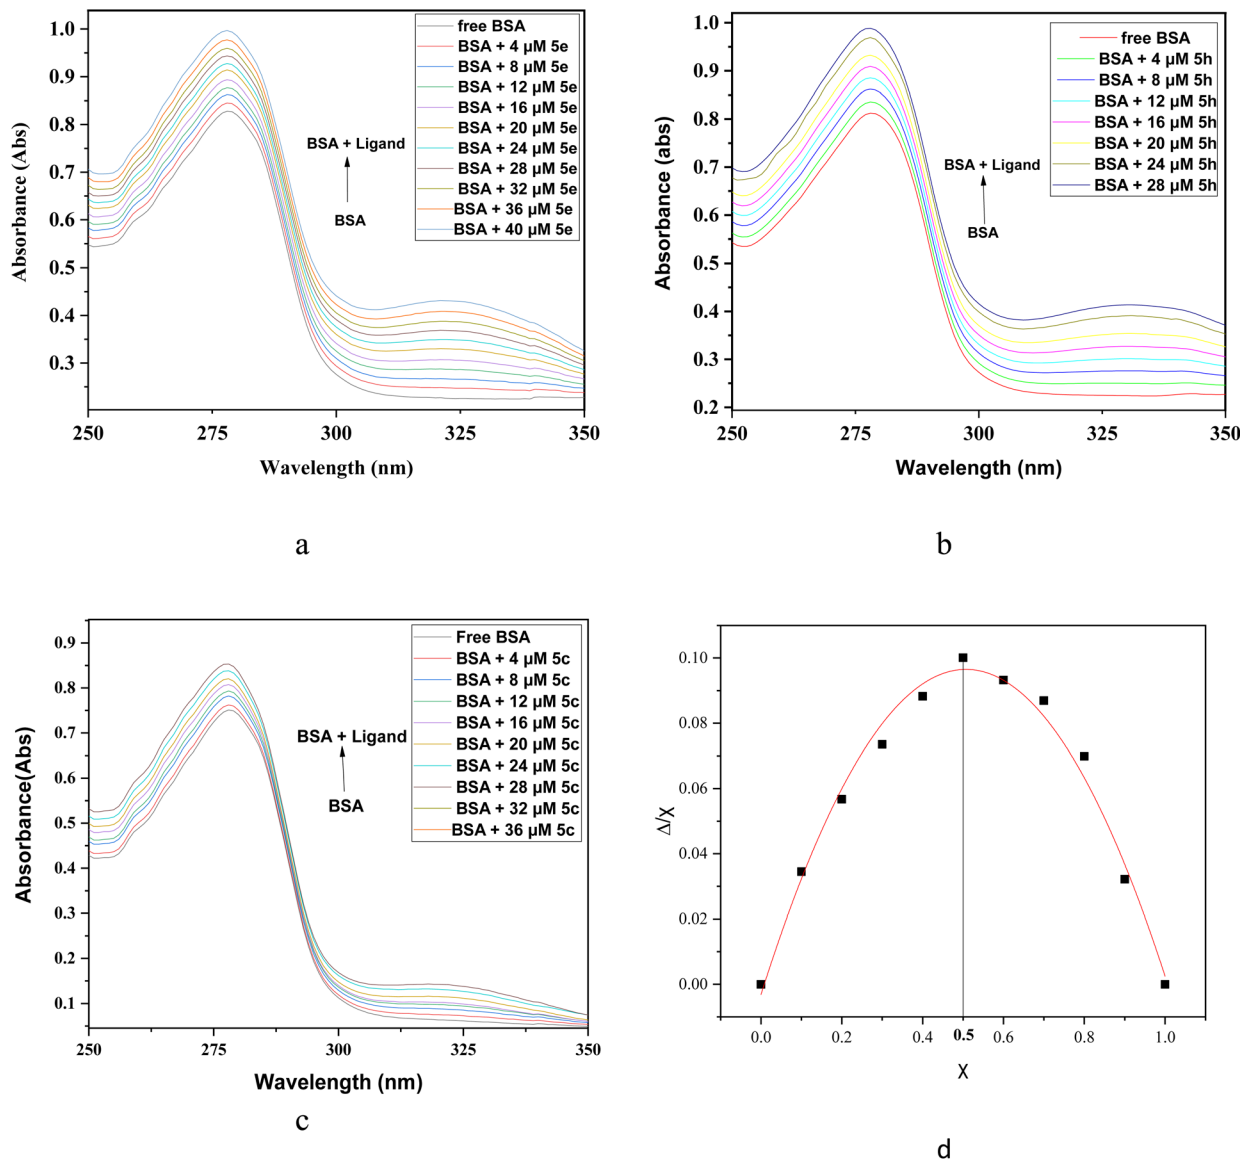 1.0
0.9
0.8
0.7
0.6
0.5
0.4
0.3
250
275
300
325
350
Absorbance (Abs)
Wavelength (nm)
free BSA
BSA + 4 µM 5e
BSA + 8 µM 5e
BSA + 12 µM 5e
BSA + 16 µM 5e
BSA + 20 µM 5e
BSA + 24 µM 5e
BSA + 28 µM 5e
BSA + 32 µM 5e
BSA + 36 µM 5e
BSA + 40 µM 5e
BSA + Ligand
BSA
a
1.0
0.9
0.8
0.7
0.6
0.5
0.4
0.3
0.2
250
275
300
325
350
Absorbance (abs)
Wavelength (nm)
free BSA
BSA + 4 µM 5h
BSA + 8 µM 5h
BSA + 12 µM 5h
BSA + 16 µM 5h
BSA + 20 µM 5h
BSA + 24 µM 5h
BSA + 28 µM 5h
BSA + Ligand
BSA
b
0.9
0.8
0.7
0.6
0.5
0.4
0.3
0.2
0.1
250
275
300
325
350
Absorbance(Abs)
Wavelength (nm)
Free BSA
BSA + 4 µM 5c
BSA + 8 µM 5c
BSA + 12 µM 5c
BSA + 16 µM 5c
BSA + 20 µM 5c
BSA + 24 µM 5c
BSA + 28 µM 5c
BSA + 32 µM 5c
BSA + 36 µM 5c
BSA + Ligand
BSA
c
0.10
0.08
0.06
0.04
0.02
0.00
0.0
0.2
0.4
0.5
0.6
0.8
1.0
Δ/χ
χ
d